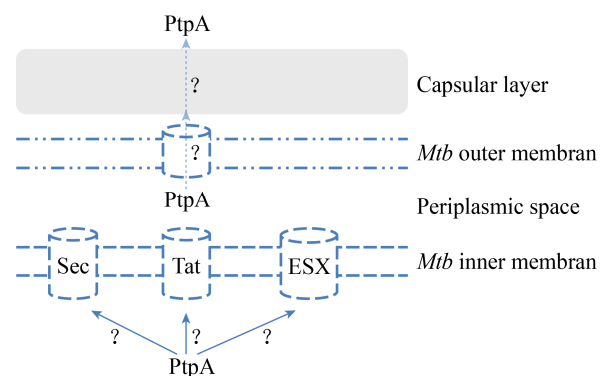 PtpA
?
Capsular layer
?
Mtb outer membran
PtpA
Periplasmic space
Sec
Tat
ESX
Mtb inner membran
?
?
?
PtpA